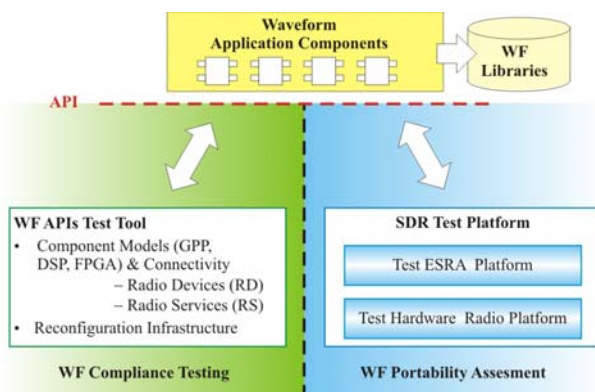 Waveform
Application Components
WF
Libraries
API
WF APIs Test Tool
• Component Models (GPP,
DSP, FPGA) & Connectivity
– Radio Devices (RD)
– Radio Services (RS)
• Reconfiguration Infrastructure
WF Compliance Testing
SDR Test Platform
Test ESRA Platform
Test Hardware Radio Platform
WF Portability Assesment